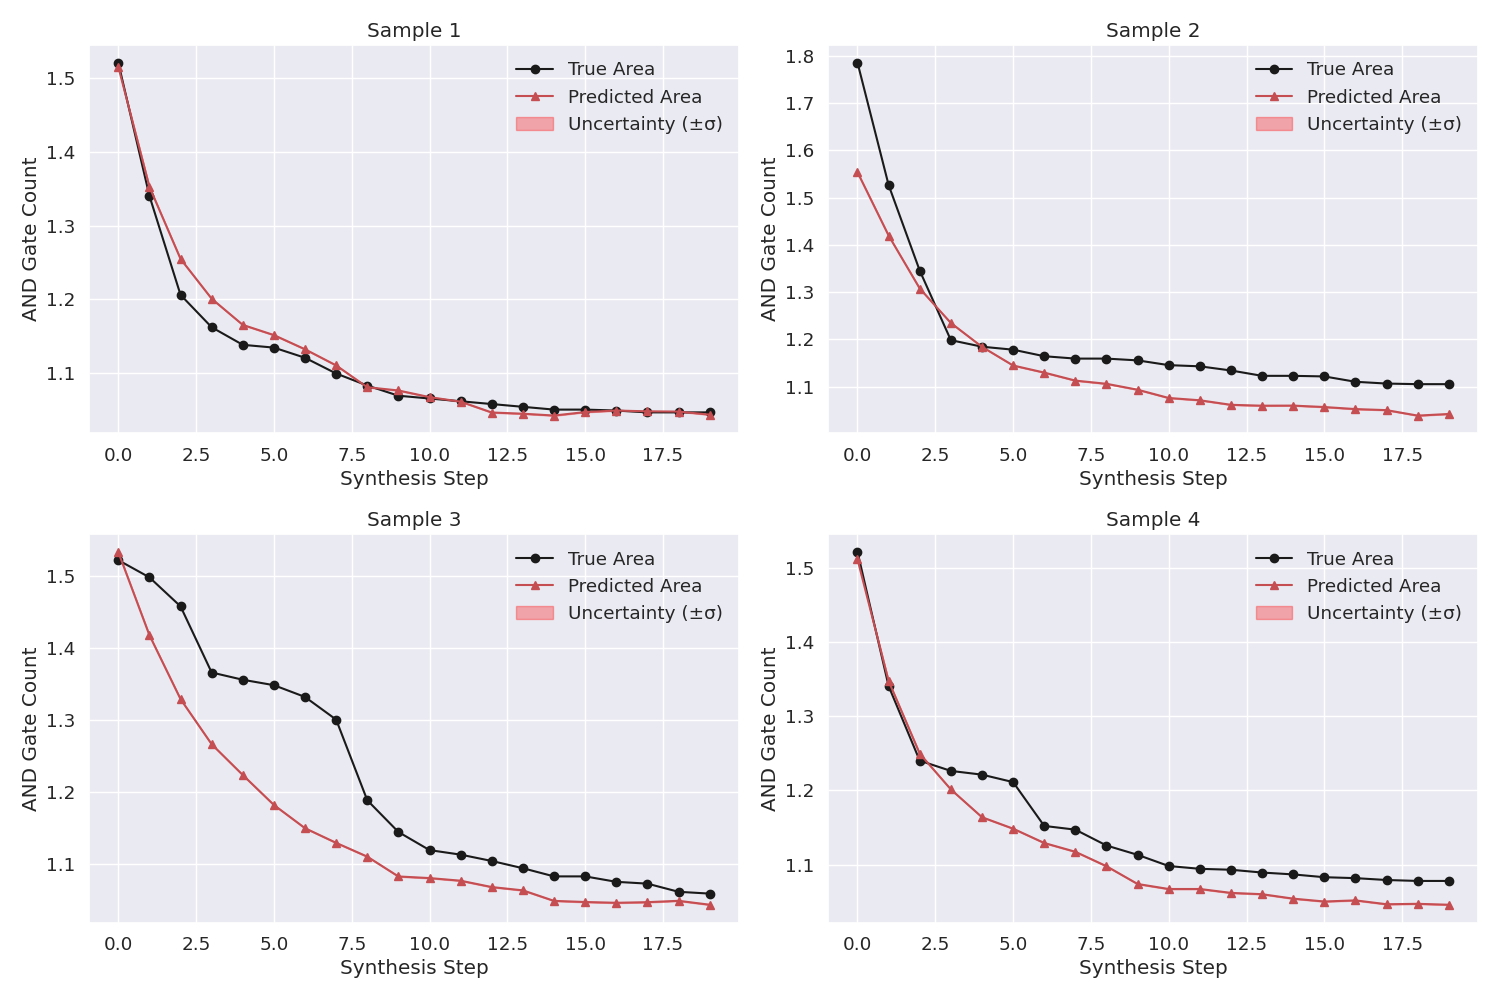 Sample 1
True Area
Predicted Area
Uncertainty (±σ)
AND Gate Count
1.5
1.4
1.3
1.2
1.1
0.0 2.5 5.0 7.5 10.0 12.5 15.0 17.5
Synthesis Step
Sample 2
True Area
Predicted Area
Uncertainty (±σ)
AND Gate Count
1.8
1.7
1.6
1.5
1.4
1.3
1.2
1.1
0.0 2.5 5.0 7.5 10.0 12.5 15.0 17.5
Synthesis Step
Sample 3
True Area
Predicted Area
Uncertainty (±σ)
AND Gate Count
1.5
1.4
1.3
1.2
1.1
0.0 2.5 5.0 7.5 10.0 12.5 15.0 17.5
Synthesis Step
Sample 4
True Area
Predicted Area
Uncertainty (±σ)
AND Gate Count
1.5
1.4
1.3
1.2
1.1
0.0 2.5 5.0 7.5 10.0 12.5 15.0 17.5
Synthesis Step